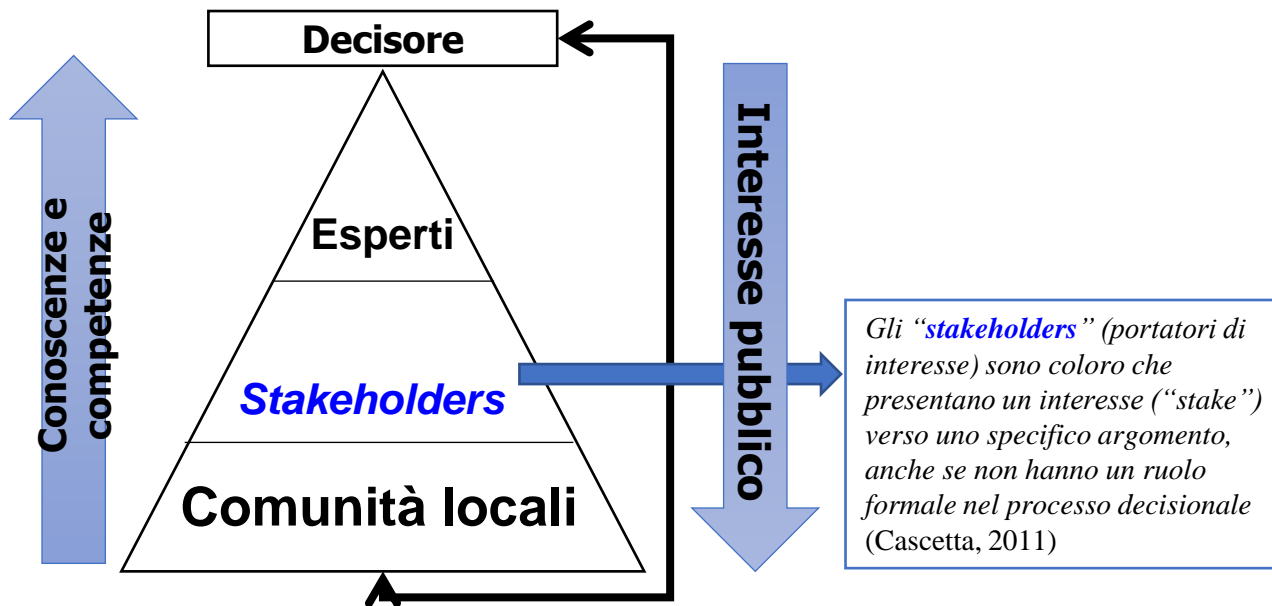 Decisore
Conoscenze e
competenze
Esperti
Stakeholders
Comunità locali
Interesse pubblico
Gli “stakeholders” (portatori di
interesse) sono coloro che
presentano un interesse (“stake”)
verso uno specifico argomento,
anche se non hanno un ruolo
formale nel processo decisionale
(Cascetta, 2011)